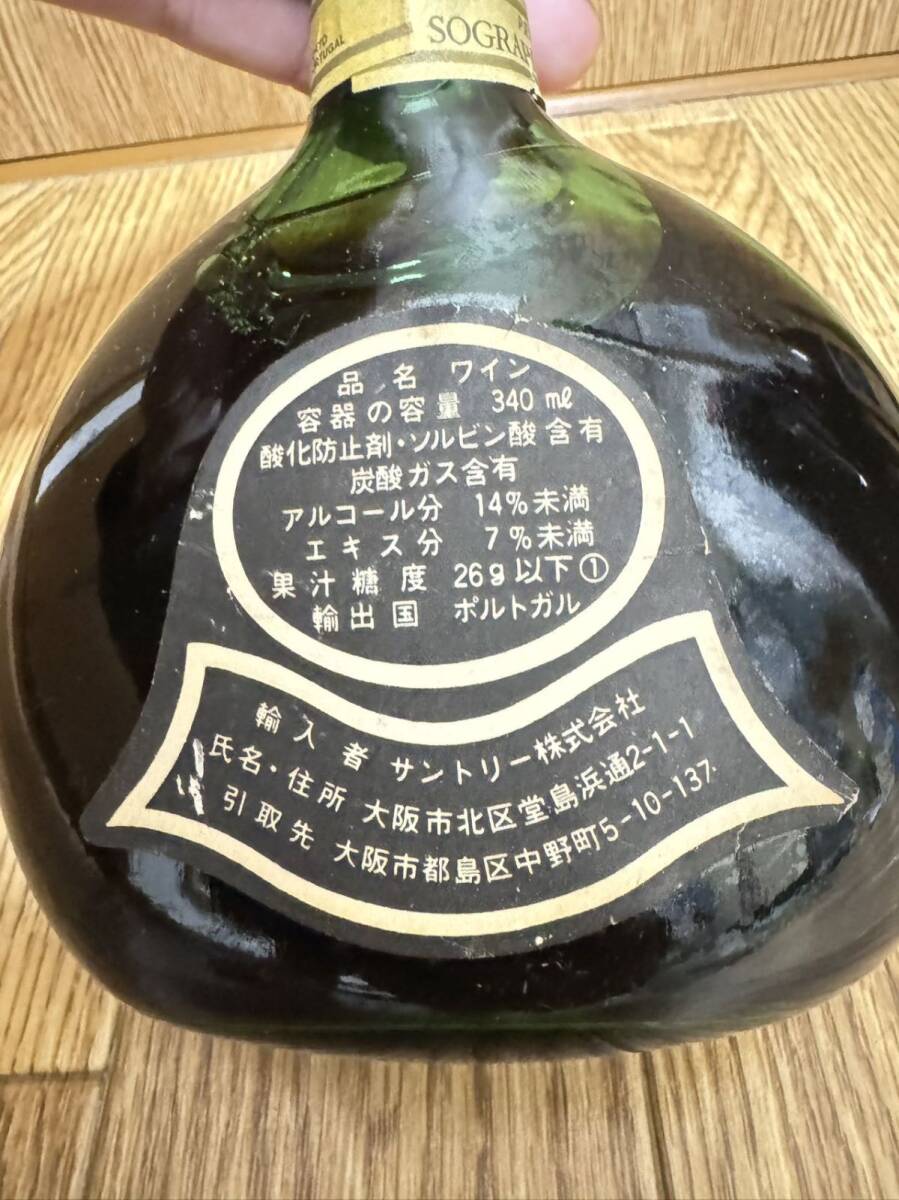 SOGRA
品名 ワイン
容器の容量 340 ml
酸化防止剤・ソルビン酸含有
炭酸ガス含有
アルコール分 14%未満
エキス分 7%未満
果汁糖度 26g以下①
輸出国 ポルトガル
輸入者 サントリー株式会社
氏名・住所 大阪市北区堂島浜通2-1-1
引取先 大阪市都島区中野町5-10-137